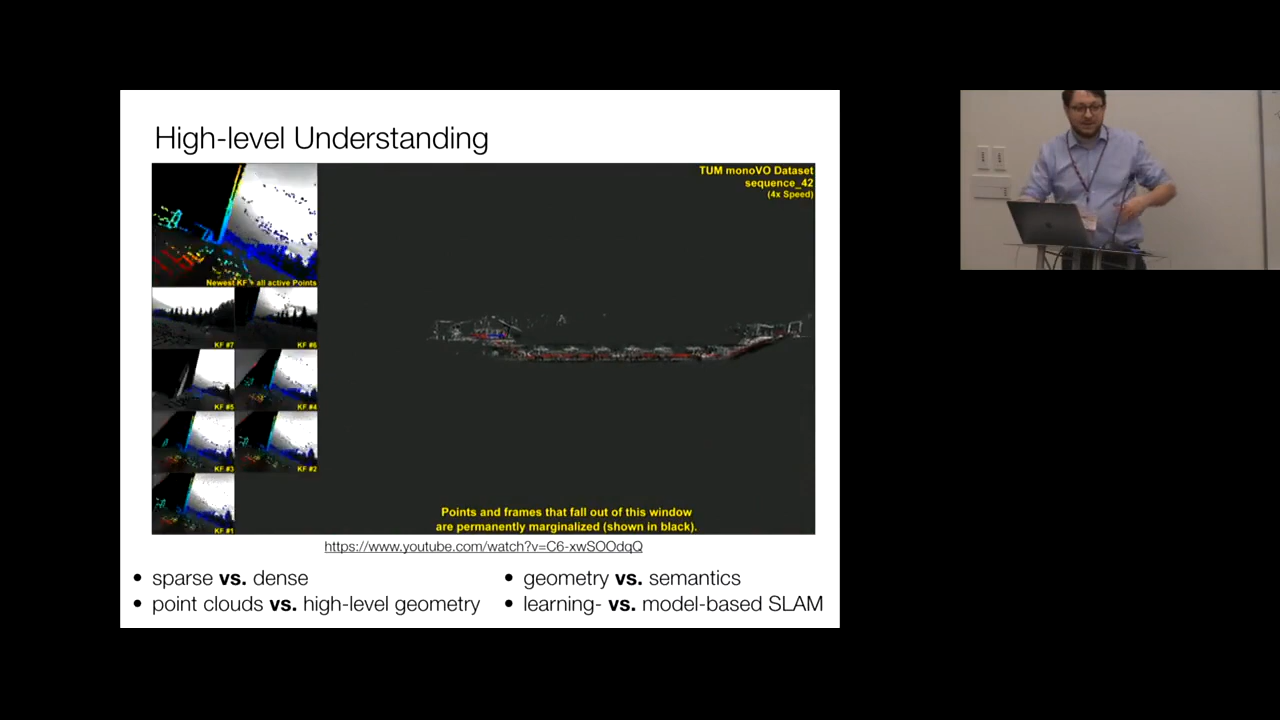 High-level Understanding
TUM monoVO Dataset
sequence_42
(4x Speed)
Newest KF + all active Points
KF #7
KF #6
KF #5
KF #4
KF #3
KF #2
KF #1
Points and frames that fall out of this window
are permanently marginalized (shown in black).
https://www.youtube.com/watch?v=C6-xwSOOdqQ
• sparse vs. dense
• point clouds vs. high-level geometry
• geometry vs. semantics
• learning- vs. model-based SLAM